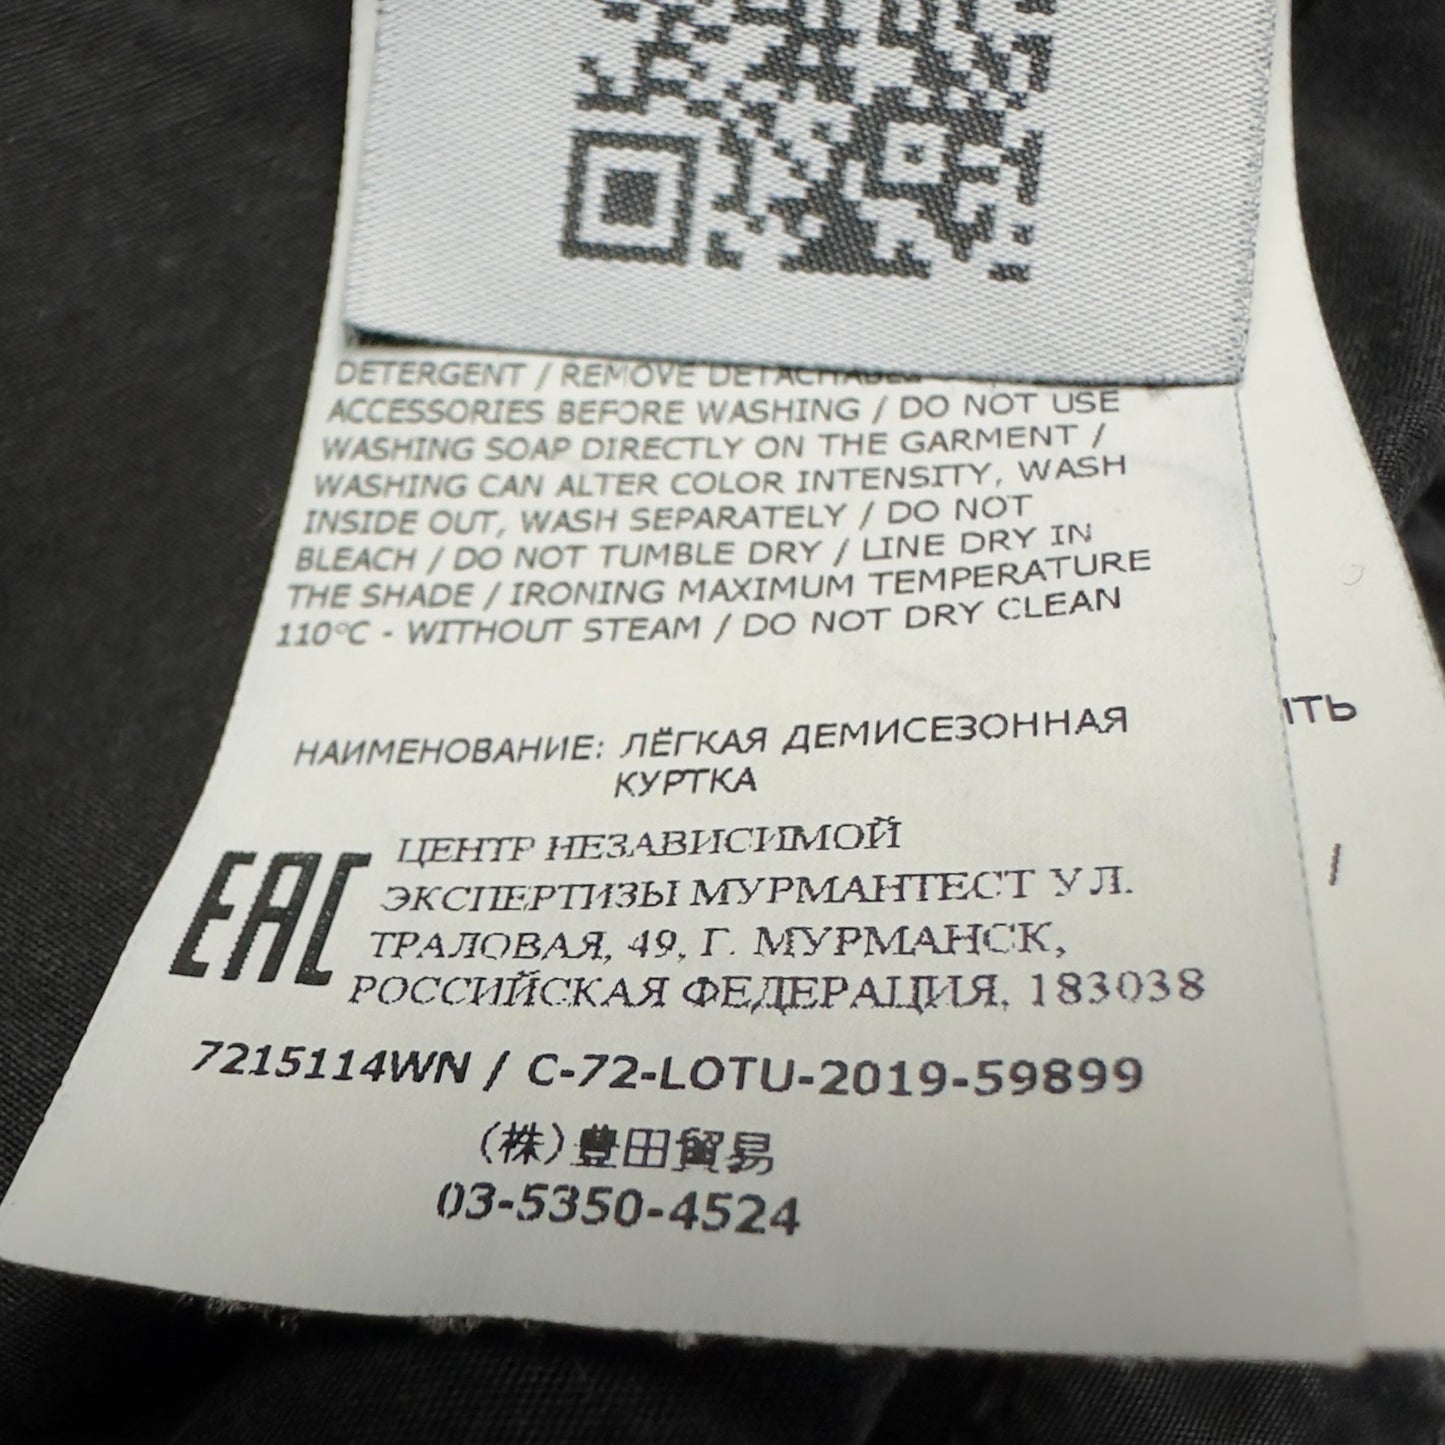 DETERGENT / REMOVE DETACHABLE
ACCESSORIES BEFORE WASHING / DO NOT USE
WASHING SOAP DIRECTLY ON THE GARMENT /
WASHING CAN ALTER COLOR INTENSITY, WASH
INSIDE OUT, WASH SEPARATELY / DO NOT
BLEACH / DO NOT TUMBLE DRY / LINE DRY IN
THE SHADE / IRONING MAXIMUM TEMPERATURE
110°C - WITHOUT STEAM / DO NOT DRY CLEAN
НАИМЕНОВАНИЕ: ЛЁГКАЯ ДЕМИСЕЗОННАЯ
КУРТКА
EAC
ЦЕНТР НЕЗАВИСИМОЙ
ЭКСПЕРТИЗЫ МУРМАНТЕСТ УЛ.
ТРАЛОВАЯ, 49, Г. МУРМАНСК,
РОССИЙСКАЯ ФЕДЕРАЦИЯ, 183038
7215114WN / C-72-LOTU-2019-59899
(株)豊田貿易
03-5350-4524
/